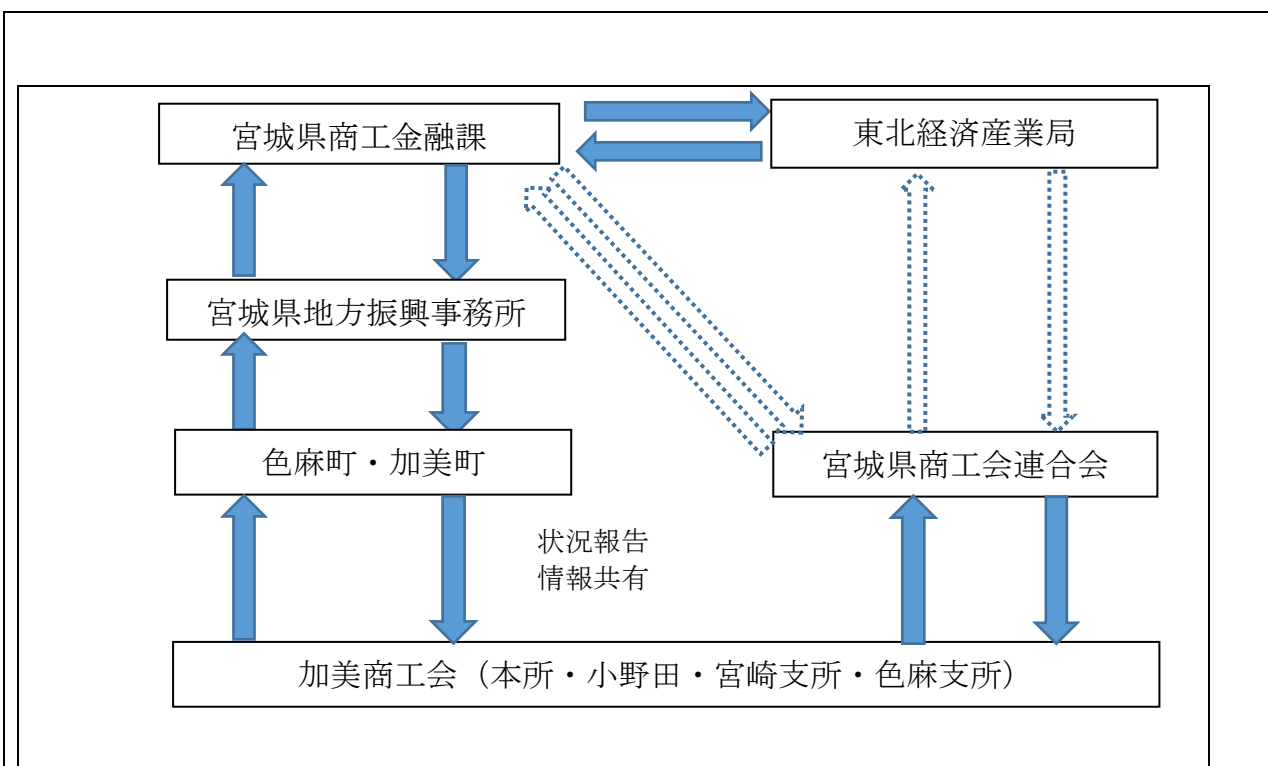 宮城県商工金融課
東北経済産業局
宮城県地方振興事務所
色麻町・加美町
宮城県商工会連合会
状況報告
情報共有
加美商工会（本所・小野田・宮崎支所・色麻支所）